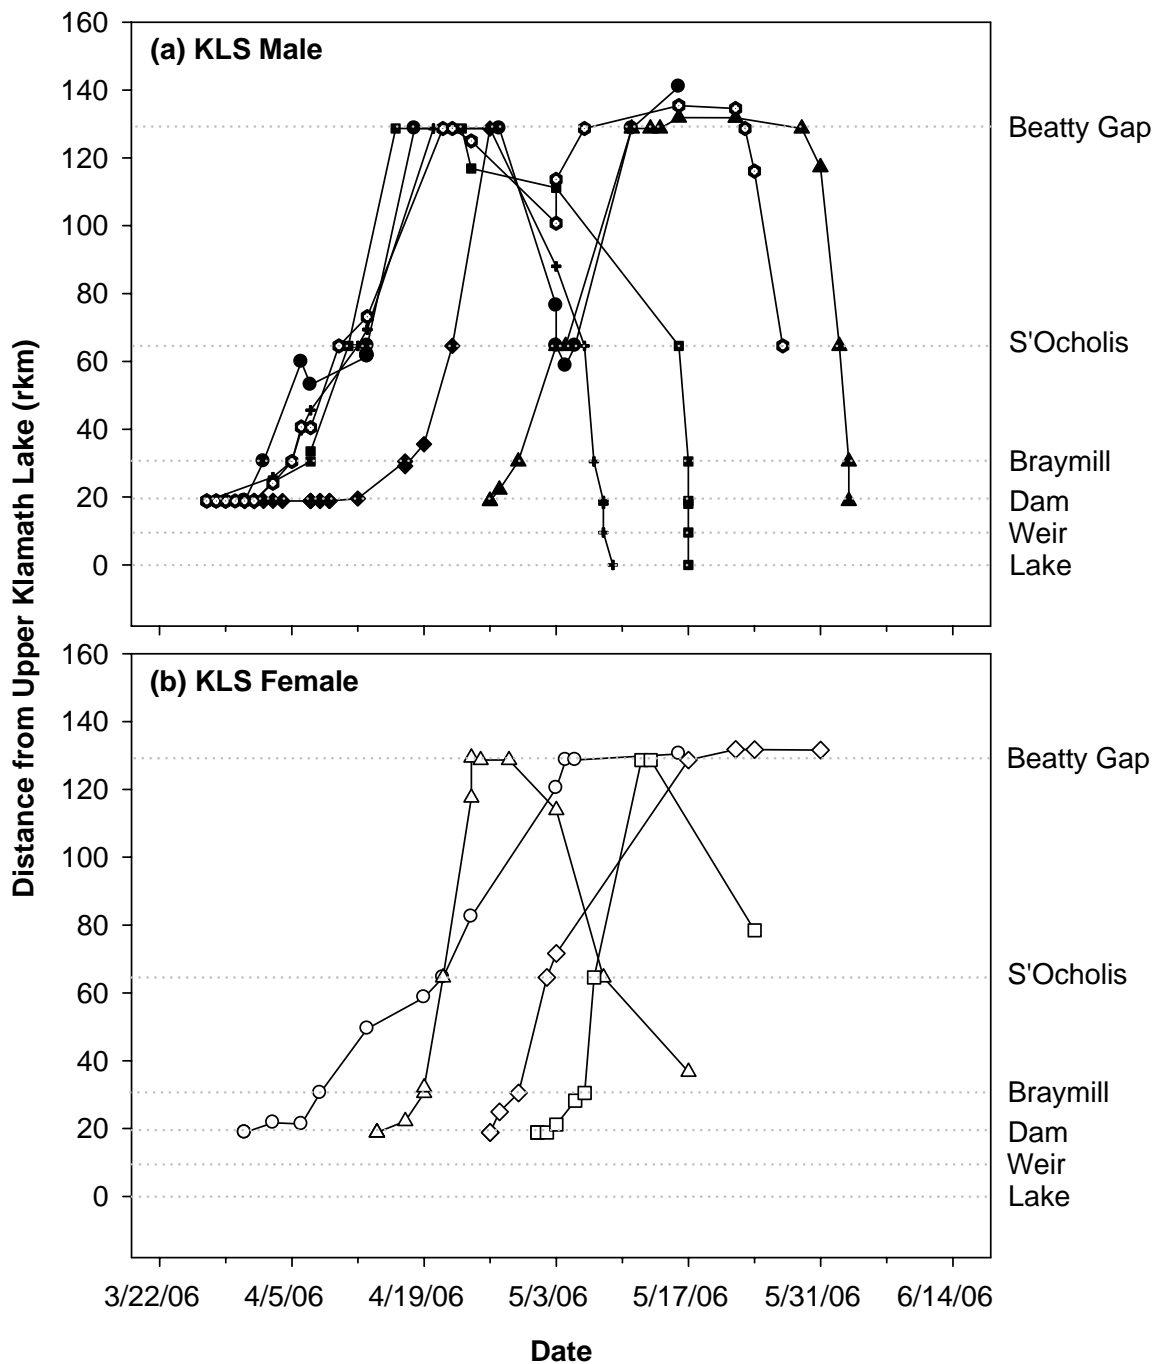 160
(a) KLS Male
140
Beatty Gap
120
100
80
S'Ocholis
60
40
Braymill
20
Dam
Weir
0
Lake
Distance from Upper Klamath Lake (rkm)
160
(b) KLS Female
140
Beatty Gap
120
100
80
S'Ocholis
60
40
Braymill
20
Dam
Weir
0
Lake
3/22/06 4/5/06 4/19/06 5/3/06 5/17/06 5/31/06 6/14/06
Date